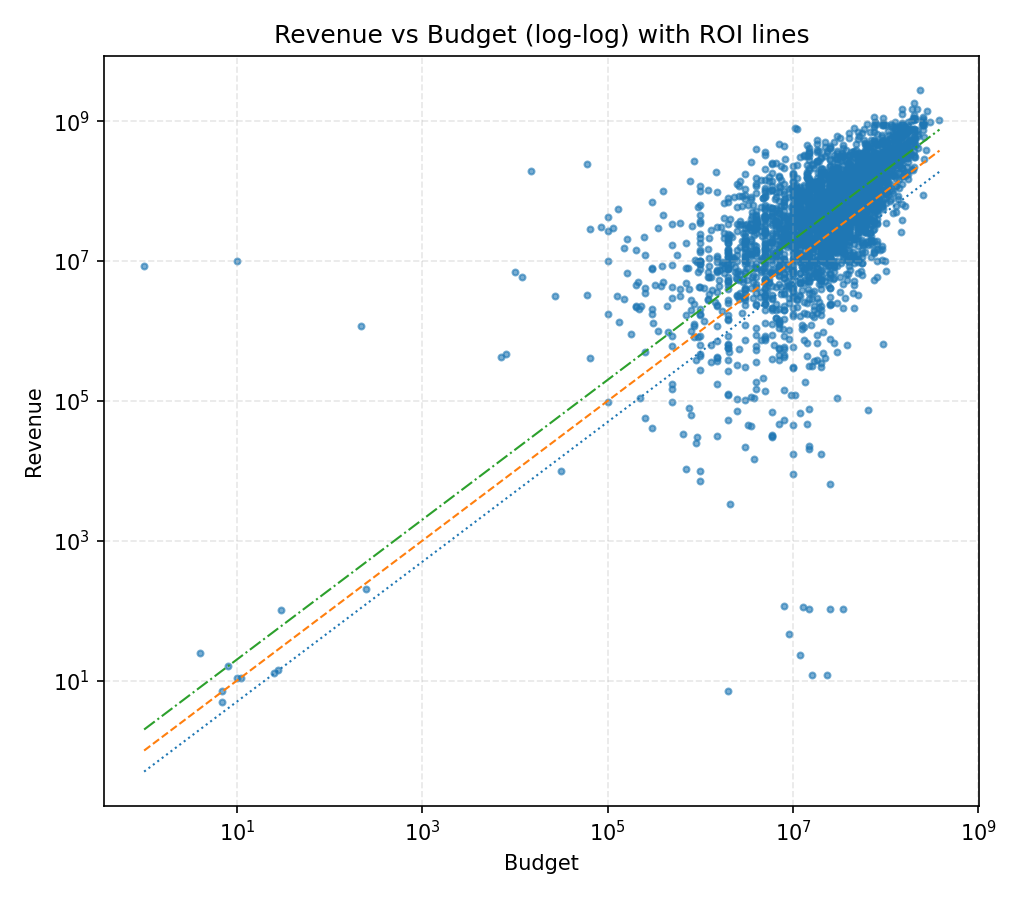 Revenue vs Budget (log-log) with ROI lines
Revenue
10⁹
10⁷
10⁵
10³
10¹
10¹ 10³ 10⁵ 10⁷ 10⁹
Budget